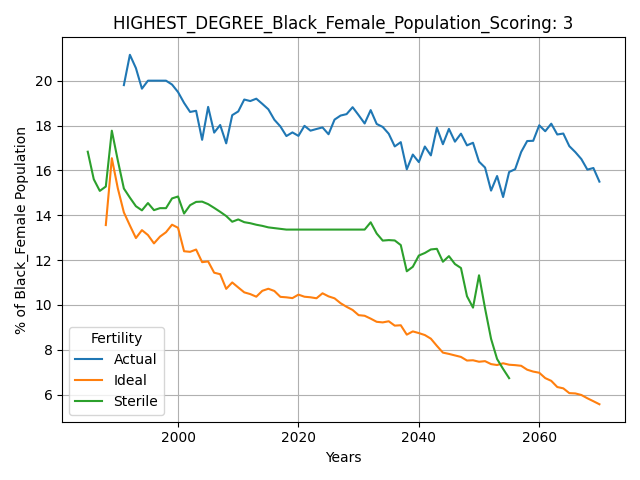 HIGHEST_DEGREE_Black_Female_Population_Scoring: 3
% of Black_Female Population
20
18
16
14
12
10
8
6
Fertility
Actual
Ideal
Sterile
2000
2020
2040
2060
Years